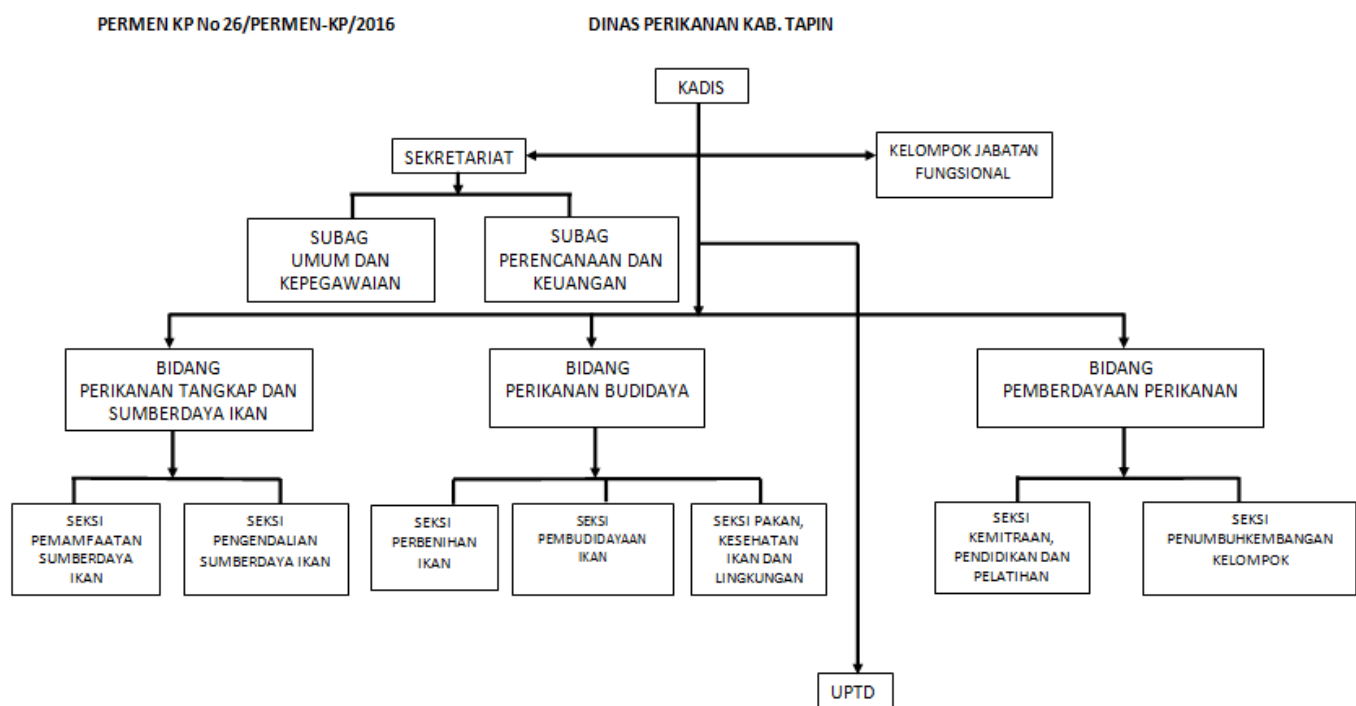 PERMEN KP No 26/PERMEN-KP/2016
DINAS PERIKANAN KAB. TAPIN
KADIS
SEKRETARIAT
KELOMPOK JABATAN
FUNGSIONAL
SUBAG
UMUM DAN
KEPEGAWAIAN
SUBAG
PERENCANAAN DAN
KEUANGAN
BIDANG
PERIKANAN TANGKAP DAN
SUMBERDAYA IKAN
BIDANG
PERIKANAN BUDIDAYA
BIDANG
PEMBERDAYAAN PERIKANAN
SEKSI
PEMAMFAATAN
SUMBERDAYA
IKAN
SEKSI
PENGENDALIAN
SUMBERDAYA IKAN
SEKSI
PERBENIHAN
IKAN
SEKSI
PEMBUDIDAYAAN
IKAN
SEKSI PAKAN,
KESEHATAN
IKAN DAN
LINGKUNGAN
SEKSI
KEMITRAAN,
PENDIDIKAN DAN
PELATIHAN
SEKSI
PENUMBUHKEMBANGAN
KELOMPOK
UPTD